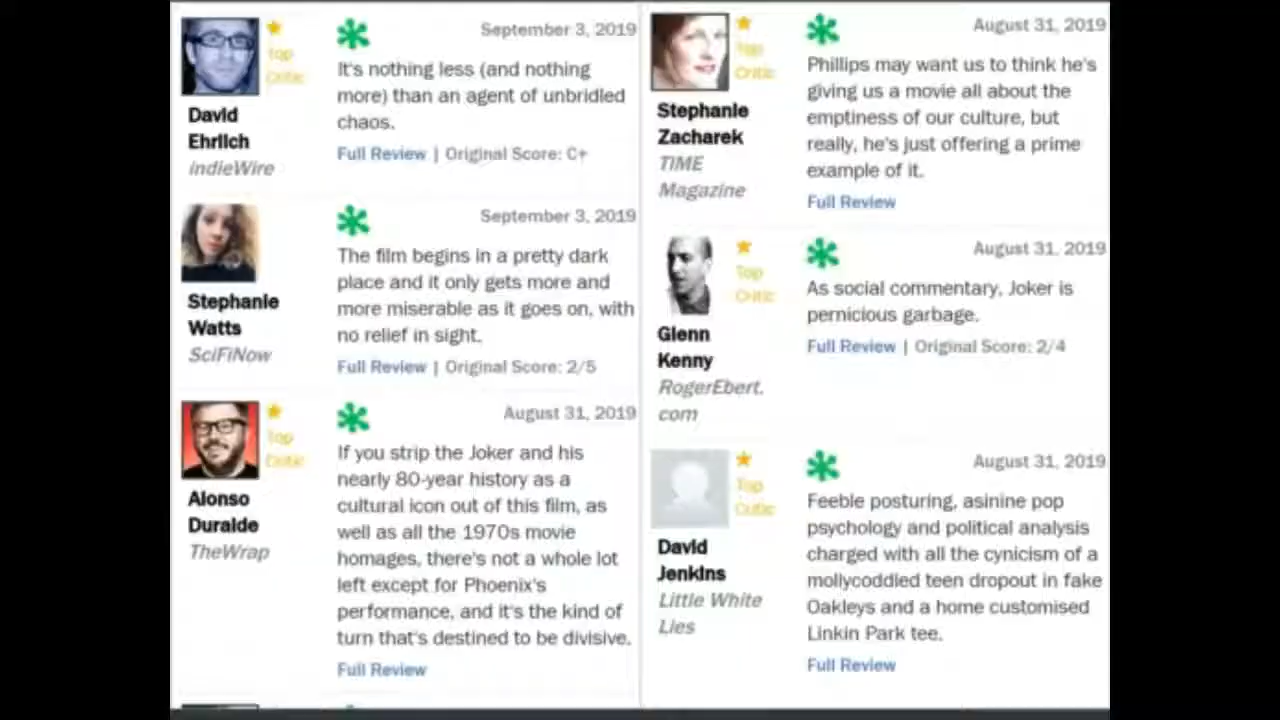 September 3, 2019
Top
Critic
It's nothing less (and nothing
more) than an agent of unbridled
chaos.
Full Review | Original Score: C+
David
Ehrlich
IndieWire
September 3, 2019
The film begins in a pretty dark
place and it only gets more and
more miserable as it goes on, with
no relief in sight.
Full Review | Original Score: 2/5
Stephanie
Watts
SciFiNow
August 31, 2019
Top
Critic
If you strip the Joker and his
nearly 80-year history as a
cultural icon out of this film, as
well as all the 1970s movie
homages, there's not a whole lot
left except for Phoenix's
performance, and it's the kind of
turn that's destined to be divisive.
Full Review
Alonso
Duralde
TheWrap
August 31, 2019
Top
Critic
Phillips may want us to think he's
giving us a movie all about the
emptiness of our culture, but
really, he's just offering a prime
example of it.
Full Review
Stephanie
Zacharek
TIME
Magazine
August 31, 2019
Top
Critic
As social commentary, Joker is
pernicious garbage.
Full Review | Original Score: 2/4
Glenn
Kenny
RogerEbert.
com
August 31, 2019
Top
Critic
Feeble posturing, asinine pop
psychology and political analysis
charged with all the cynicism of a
mollycoddled teen dropout in fake
Oakleys and a home customised
Linkin Park tee.
Full Review
David
Jenkins
Little White
Lies